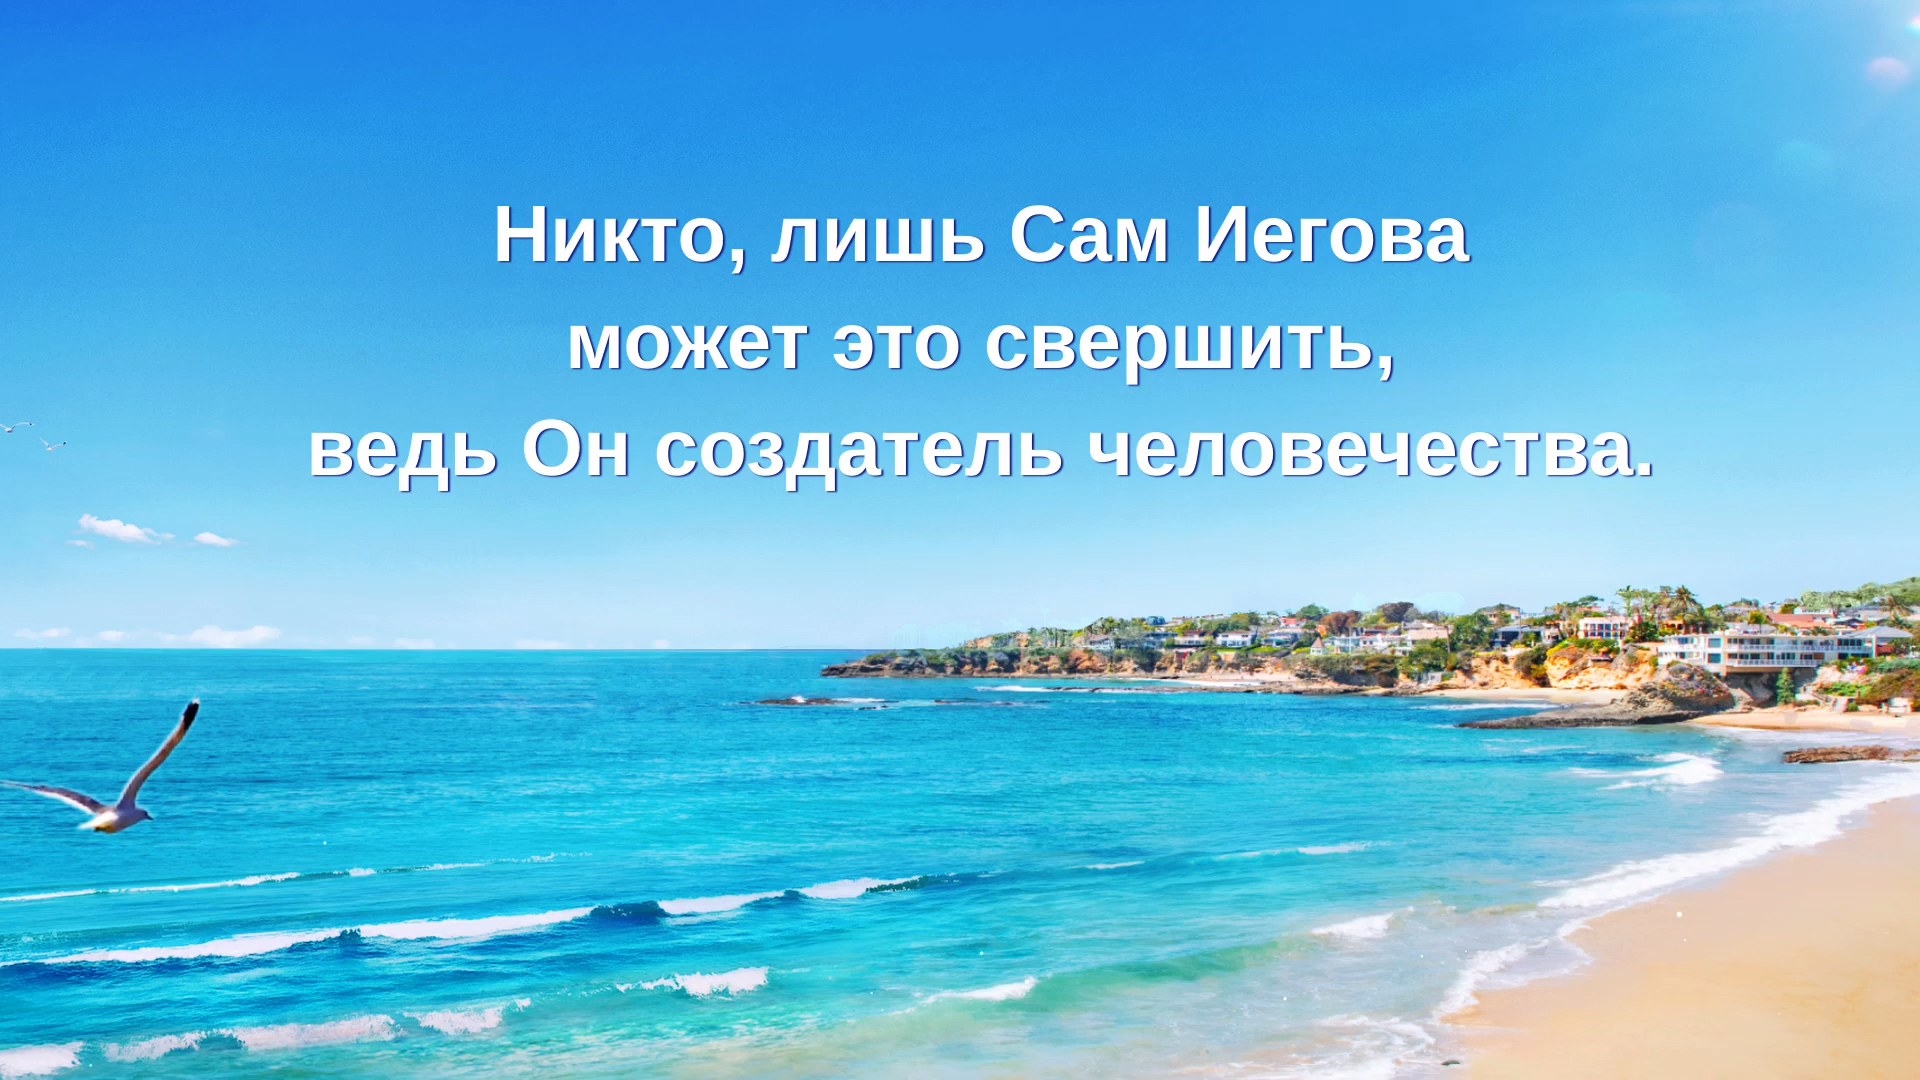 Никто, лишь Сам Иегова
может это свершить,
ведь Он создатель человечества.